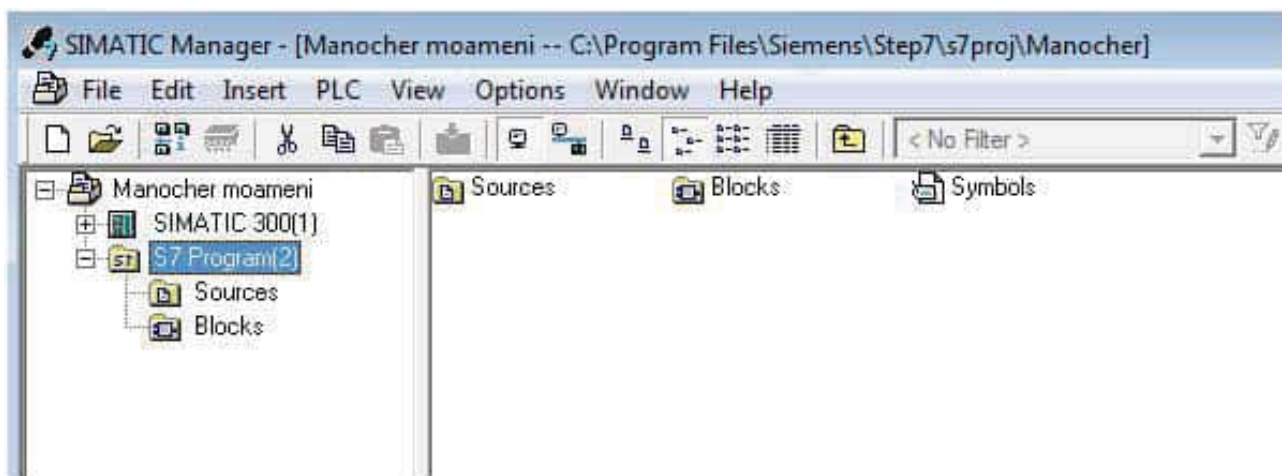 SIMATIC Manager - [Manocher moameni -- C:\Program Files\Siemens\Step7\s7proj\Manocher]
File Edit Insert PLC View Options Window Help
< No Filter >
Manocher moameni
SIMATIC 300(1)
S7 Program(2)
Sources
Blocks
Sources Blocks Symbols